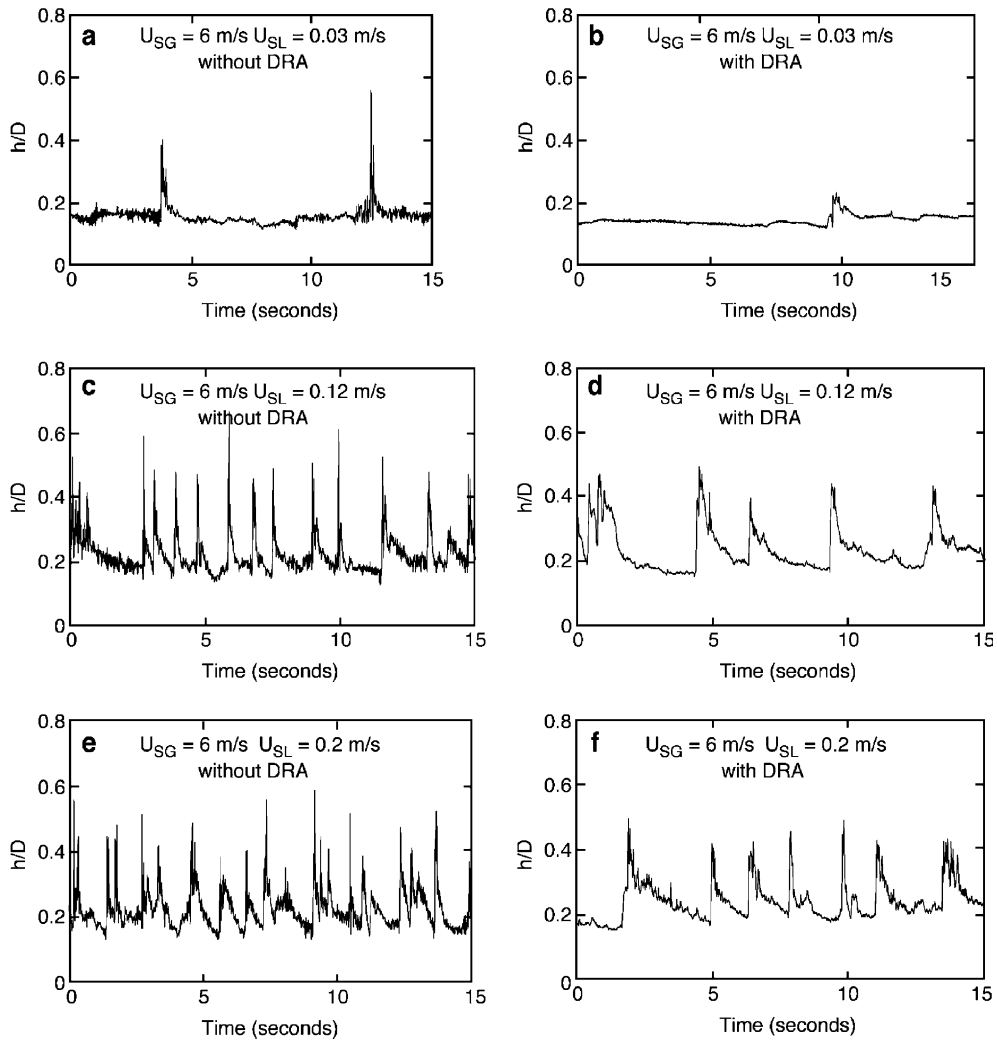 a
U_SG = 6 m/s U_SL = 0.03 m/s
without DRA
0.8
0.6
0.4
0.2
0
h/D
0 5 10 15
Time (seconds)
b
U_SG = 6 m/s U_SL = 0.03 m/s
with DRA
0.8
0.6
0.4
0.2
0
h/D
0 5 10 15
Time (seconds)
c
U_SG = 6 m/s U_SL = 0.12 m/s
without DRA
0.8
0.6
0.4
0.2
0
h/D
0 5 10 15
Time (seconds)
d
U_SG = 6 m/s U_SL = 0.12 m/s
with DRA
0.8
0.6
0.4
0.2
0
h/D
0 5 10 15
Time (seconds)
e
U_SG = 6 m/s U_SL = 0.2 m/s
without DRA
0.8
0.6
0.4
0.2
0
h/D
0 5 10 15
Time (seconds)
f
U_SG = 6 m/s U_SL = 0.2 m/s
with DRA
0.8
0.6
0.4
0.2
0
h/D
0 5 10 15
Time (seconds)